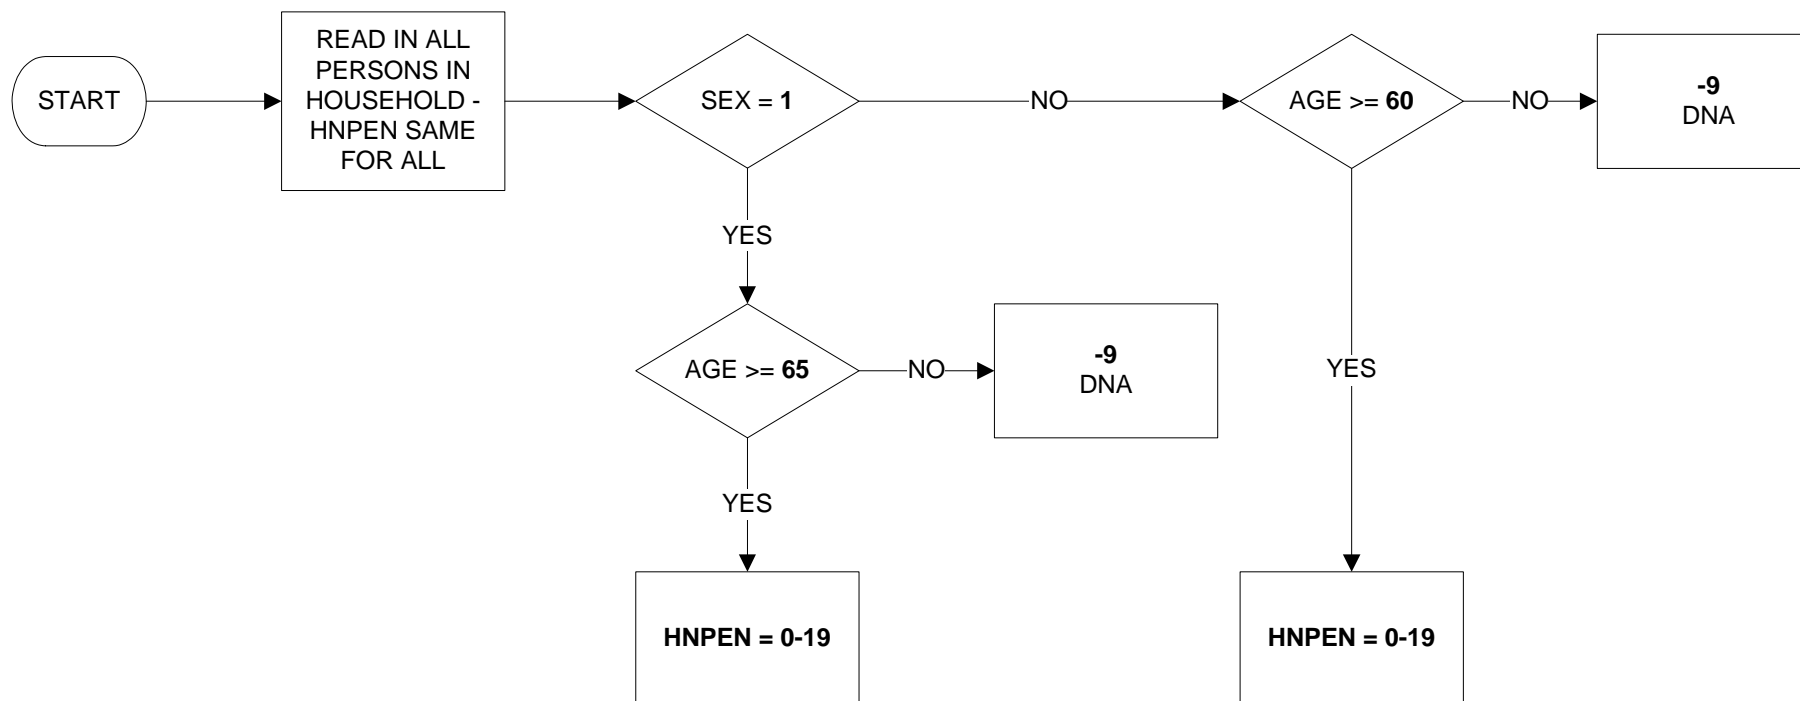 START
READ IN ALL
PERSONS IN
HOUSEHOLD -
HNPEN SAME
FOR ALL
SEX = 1
NO
AGE >= 60
NO
-9
DNA
YES
AGE >= 65
NO
-9
DNA
YES
YES
HNPEN = 0-19
HNPEN = 0-19